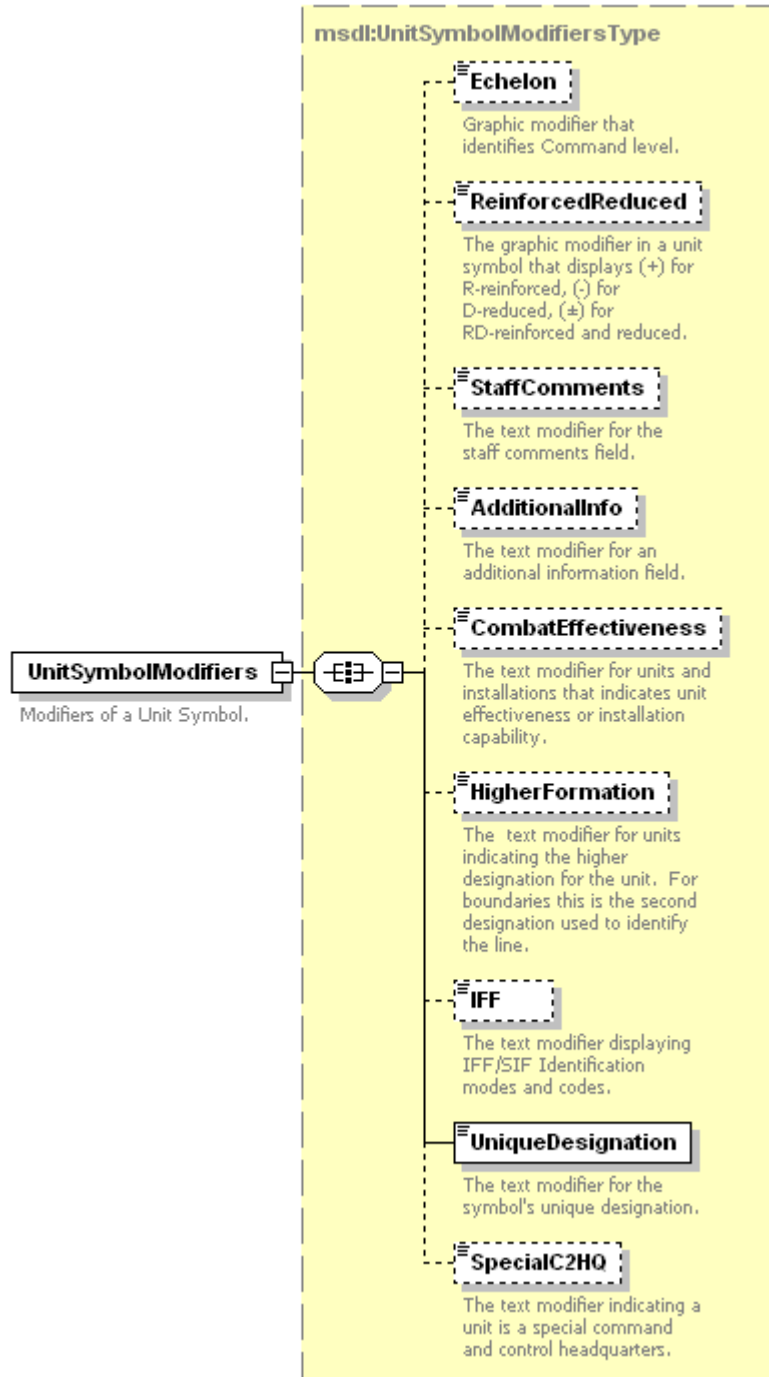 msdl:UnitSymbolModifiersType
Echelon
Graphic modifier that
identifies Command level.
ReinforcedReduced
The graphic modifier in a unit
symbol that displays (+) for
R-reinforced, (-) for
D-reduced, (±) for
RD-reinforced and reduced.
StaffComments
The text modifier for the
staff comments field.
AdditionalInfo
The text modifier for an
additional information field.
CombatEffectiveness
The text modifier for units and
installations that indicates unit
effectiveness or installation
capability.
UnitSymbolModifiers
Modifiers of a Unit Symbol.
HigherFormation
The  text modifier for units
indicating the higher
designation for the unit.  For
boundaries this is the second
designation used to identify
the line.
IFF
The text modifier displaying
IFF/SIF Identification
modes and codes.
UniqueDesignation
The text modifier for the
symbol's unique designation.
SpecialC2HQ
The text modifier indicating a
unit is a special command
and control headquarters.